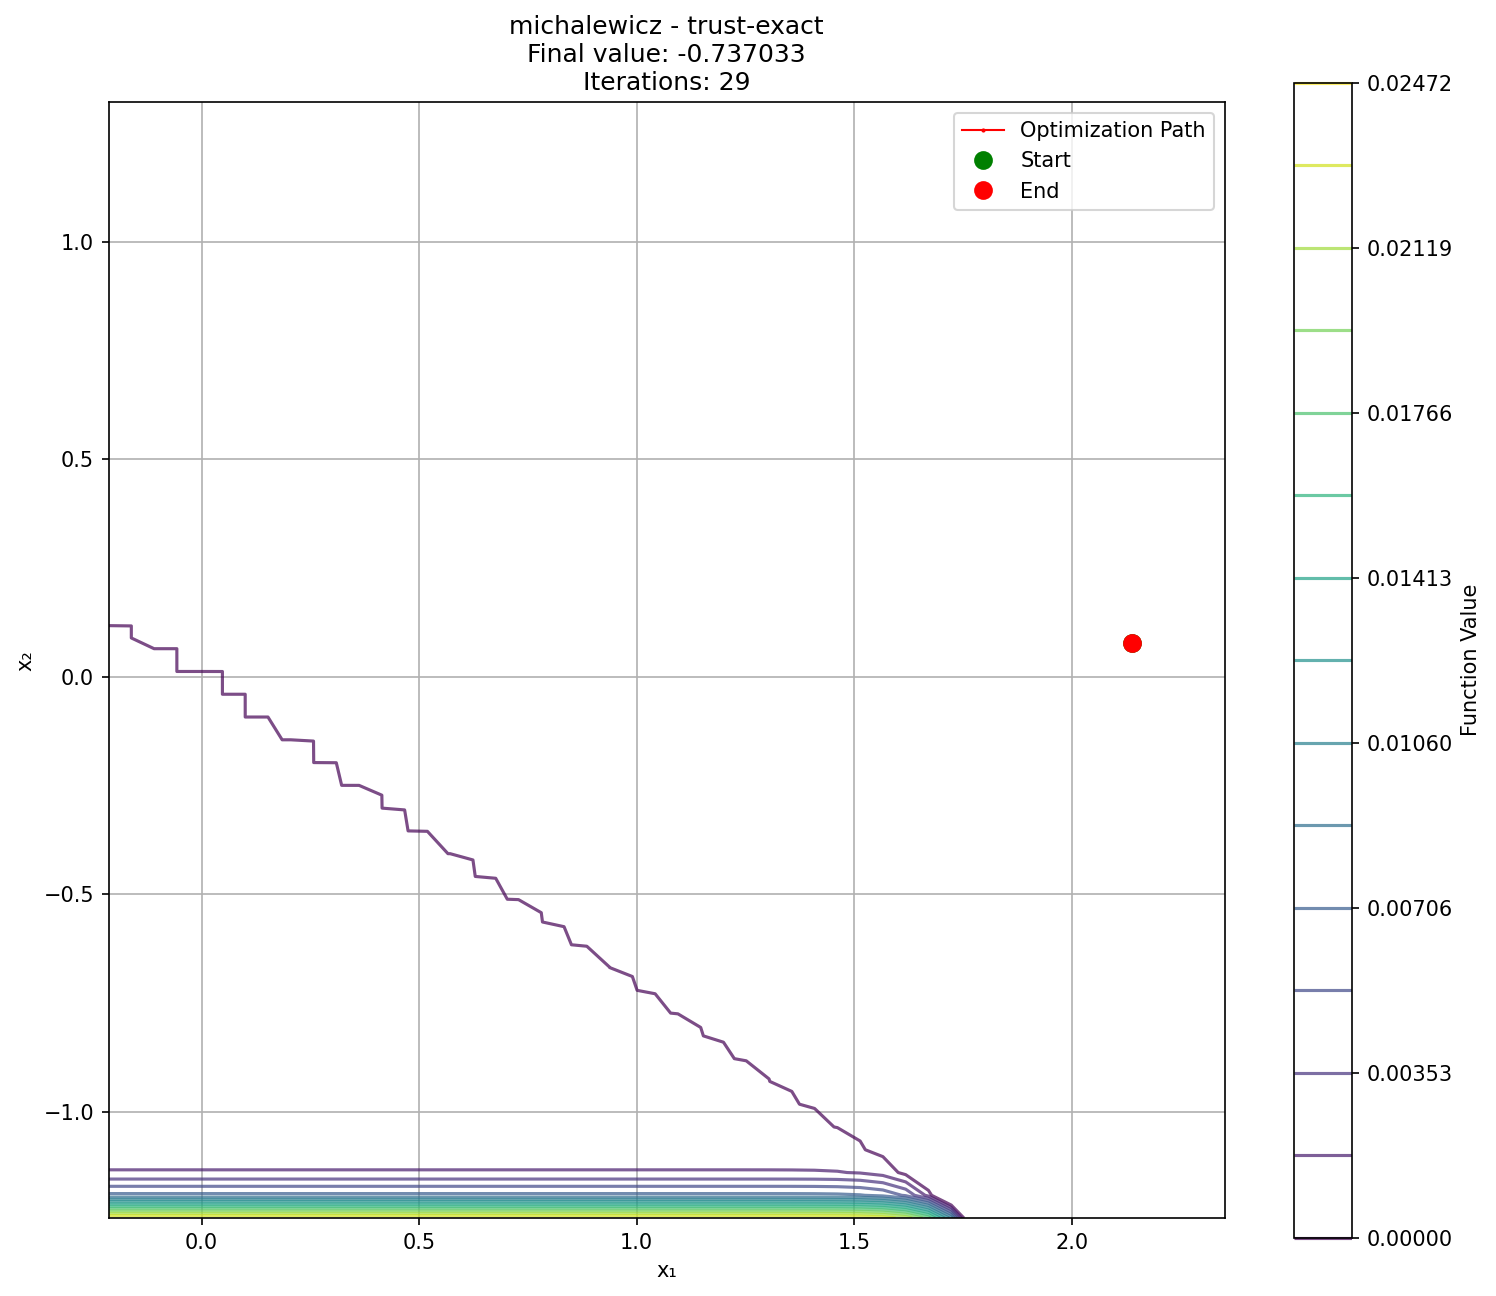 michalewicz - trust-exact
Final value: -0.737033
Iterations: 29
Optimization Path
Start
End
1.0
0.5
0.0
−0.5
−1.0
x₂
0.0
0.5
1.0
1.5
2.0
x₁
0.02472
0.02119
0.01766
0.01413
0.01060
0.00706
0.00353
0.00000
Function Value